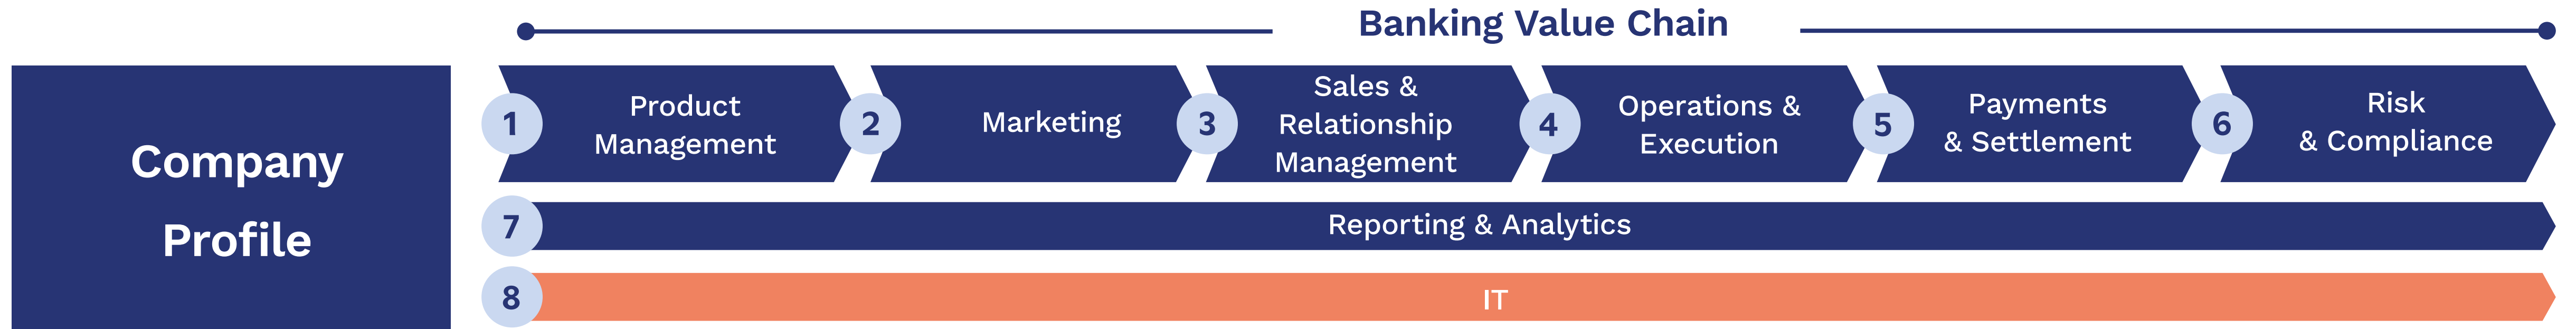 Banking Value Chain
Company
Profile
1
Product
Management
2
Marketing
3
Sales &
Relationship
Management
4
Operations &
Execution
5
Payments
& Settlement
6
Risk
& Compliance
7
Reporting & Analytics
8
IT